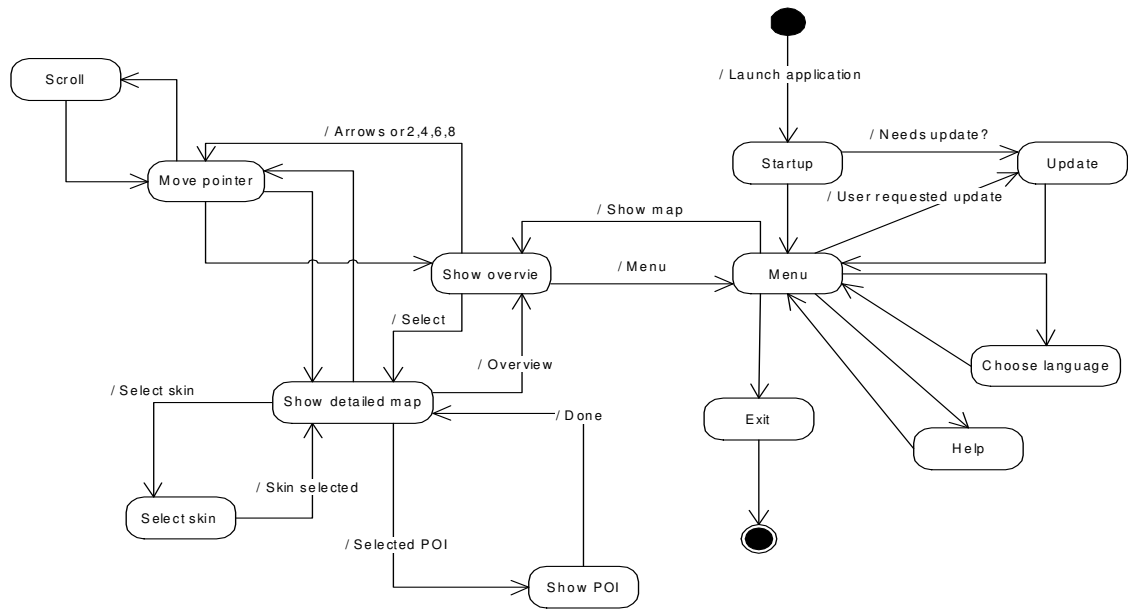 / Launch application
Scroll
/ Arrows or2,4,6,8
/ Needs update?
Startup
Update
Move pointer
/ User requested update
/ Show map
/ Menu
Show overvie
Menu
/ Select
/ Overview
Choose language
/ Select skin
Show detailed map
/ Done
Exit
Help
/ Skin selected
Select skin
/ Selected POI
Show POI